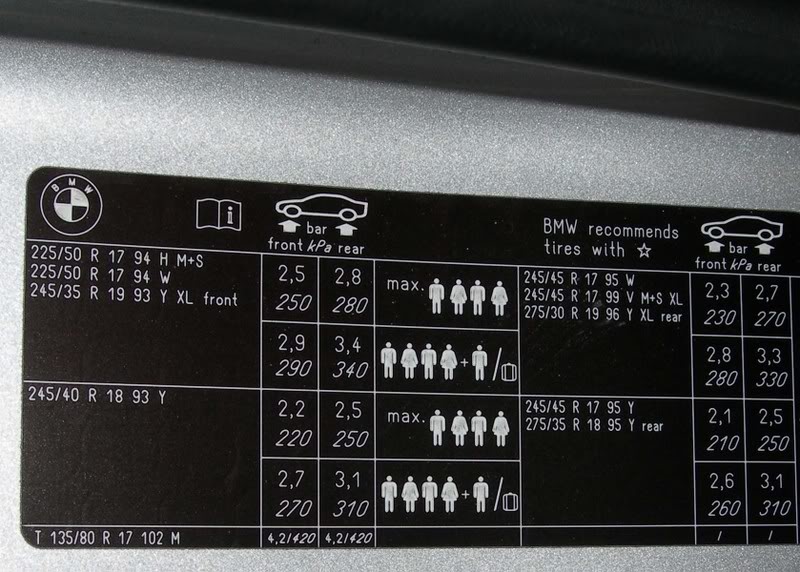 BMW
i
bar
front kPa rear
BMW recommends
tires with ☆
bar
front kPa rear
225/50 R 17 94 H M+S
225/50 R 17 94 W
245/35 R 19 93 Y XL front
2,5 2,8
250 280
max.
245/45 R 17 95 W
245/45 R 17 99 V M+S XL
275/30 R 19 96 Y XL rear
2,3 2,7
230 270
2,9 3,4
290 340
+ /
2,8 3,3
280 330
245/40 R 18 93 Y
2,2 2,5
220 250
max.
245/45 R 17 95 Y
275/35 R 18 95 Y rear
2,1 2,5
210 250
2,7 3,1
270 310
+ /
2,6 3,1
260 310
T 135/80 R 17 102 M
4,2/420 4,2/420
/ /